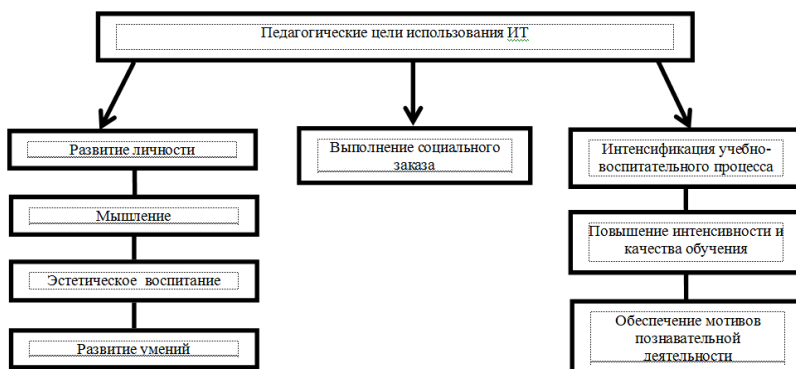 Педагогические цели использования ИТ
Развитие личности
Мышление
Эстетическое воспитание
Развитие умений
Выполнение социального
заказа
Интенсификация учебно-
воспитательного процесса
Повышение интенсивности и
качества обучения
Обеспечение мотивов
познавательной
деятельности